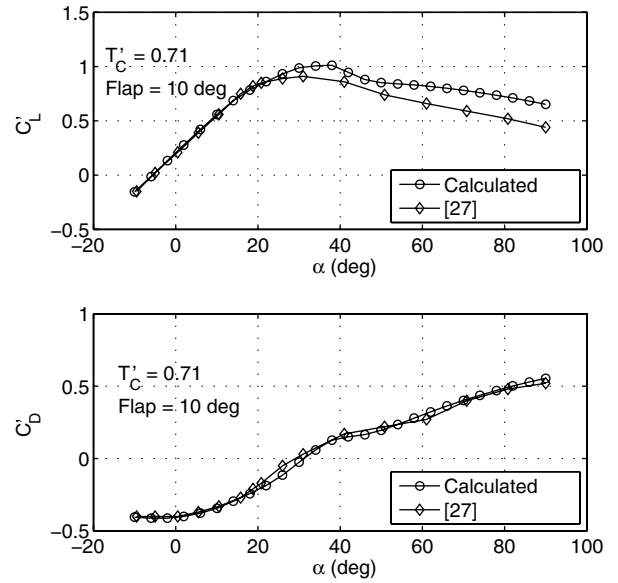 1.5
1
0.5
0
−0.5
C'L
T'C = 0.71
Flap = 10 deg
Calculated
[27]
−20 0 20 40 60 80 100
α (deg)
1
0.5
0
−0.5
C'D
T'C = 0.71
Flap = 10 deg
Calculated
[27]
−20 0 20 40 60 80 100
α (deg)